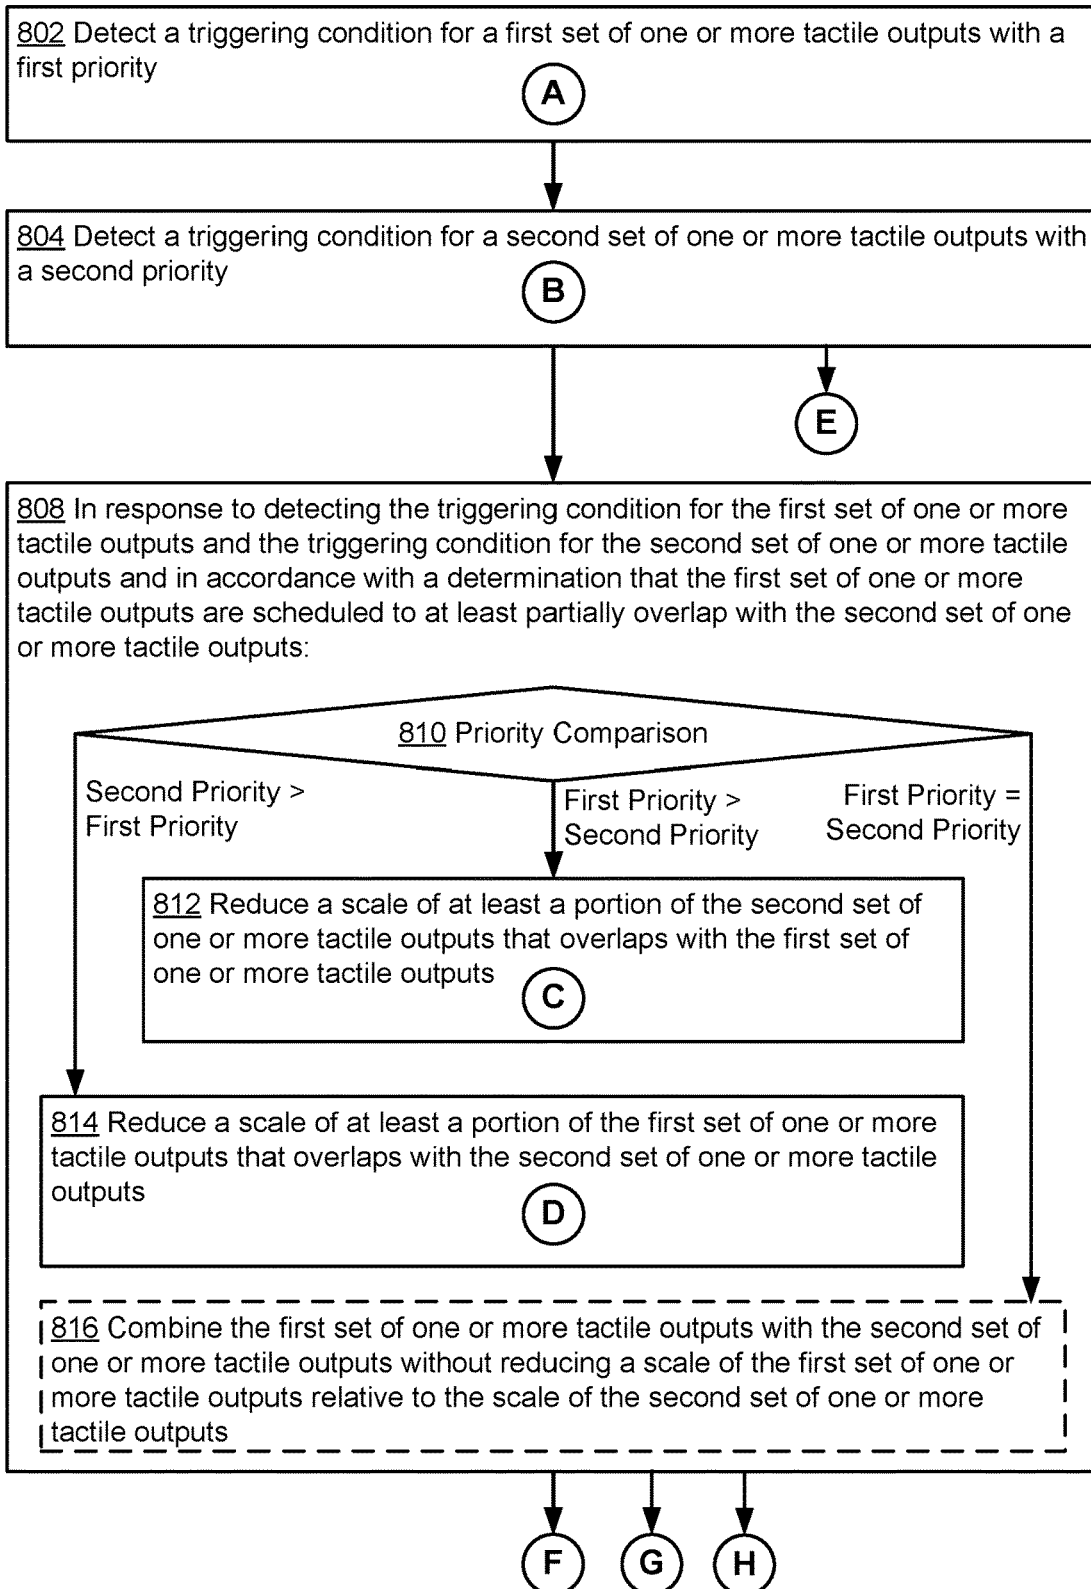 802 Detect a triggering condition for a first set of one or more tactile outputs with a
first priority
A
804 Detect a triggering condition for a second set of one or more tactile outputs with
a second priority
B
E
808 In response to detecting the triggering condition for the first set of one or more
tactile outputs and the triggering condition for the second set of one or more tactile
outputs and in accordance with a determination that the first set of one or more
tactile outputs are scheduled to at least partially overlap with the second set of one
or more tactile outputs:
810 Priority Comparison
Second Priority >
First Priority
First Priority >
Second Priority
First Priority =
Second Priority
812 Reduce a scale of at least a portion of the second set of
one or more tactile outputs that overlaps with the first set of
one or more tactile outputs
C
814 Reduce a scale of at least a portion of the first set of one or more
tactile outputs that overlaps with the second set of one or more tactile
outputs
D
816 Combine the first set of one or more tactile outputs with the second set of
one or more tactile outputs without reducing a scale of the first set of one or
more tactile outputs relative to the scale of the second set of one or more
tactile outputs
F
G
H